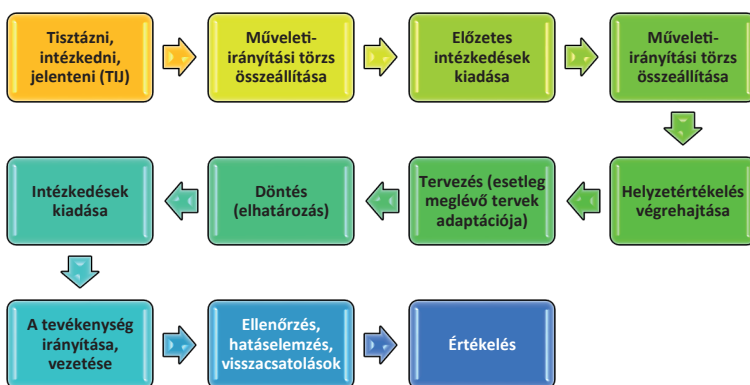 Tisztázni,
intézkedni,
jelenteni (TIJ)
Műveleti-
irányítási törzs
összeállítása
Előzetes
intézkedések
kiadása
Műveleti-
irányítási törzs
összeállítása
Helyzetértékelés
végrehajtása
Tervezés (esetleg
meglévő tervek
adaptációja)
Döntés
(elhatározás)
Intézkedések
kiadása
A tevékenység
irányítása,
vezetése
Ellenőrzés,
hatáselemzés,
visszacsatolások
Értékelés